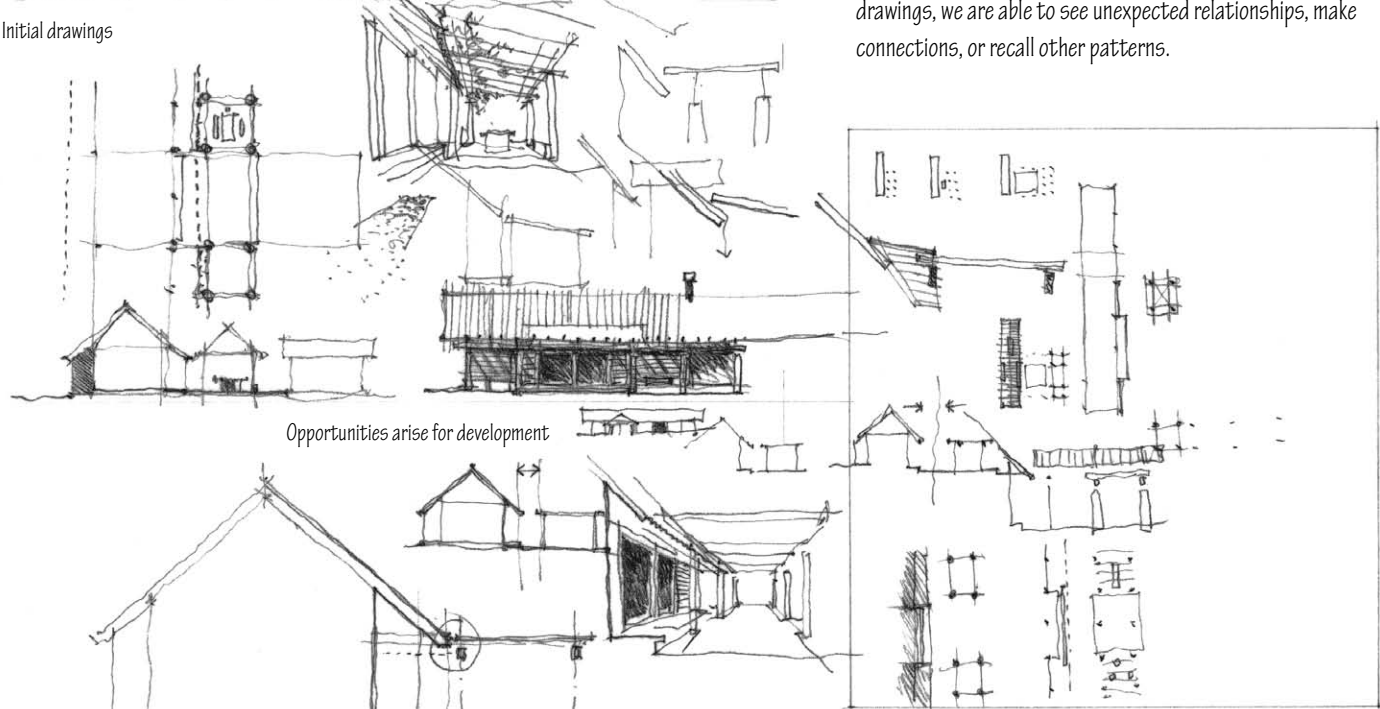 drawings, we are able to see unexpected relationships, make
connections, or recall other patterns.
Initial drawings
Opportunities arise for development